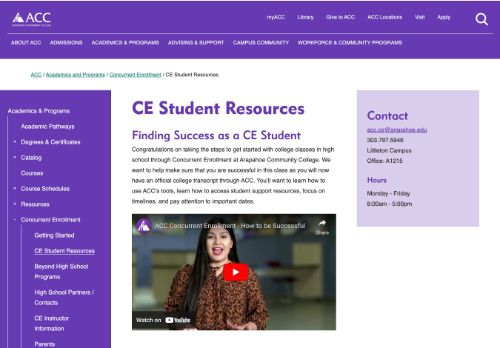 ACC
ARAPAHOE COMMUNITY COLLEGE
myACC Library Give to ACC ACC Locations Visit Apply
ABOUT ACC ADMISSIONS ACADEMICS & PROGRAMS ADVISING & SUPPORT CAMPUS COMMUNITY WORKFORCE & COMMUNITY PROGRAMS
ACC / Academics and Programs / Concurrent Enrollment / CE Student Resources
Academics & Programs
Academic Pathways
+ Degrees & Certificates
+ Catalog
Courses
+ Course Schedules
+ Resources
- Concurrent Enrollment
Getting Started
CE Student Resources
Beyond High School
Programs
High School Partners /
Contacts
CE Instructor
Information
Parents
CE Student Resources
Finding Success as a CE Student
Congratulations on taking the steps to get started with college classes in high
school through Concurrent Enrollment at Arapahoe Community College. We
want to help make sure that you are successful in this class as you will now
have an official college transcript through ACC. You'll want to learn how to
use ACC's tools, learn how to access student support resources, focus on
timelines, and pay attention to important dates.
ACC Concurrent Enrollment - How to be Successful
Share
Watch on YouTube
Contact
acc.ce@arapahoe.edu
303.797.5946
Littleton Campus
Office: A1215
Hours
Monday - Friday
8:00am - 5:00pm